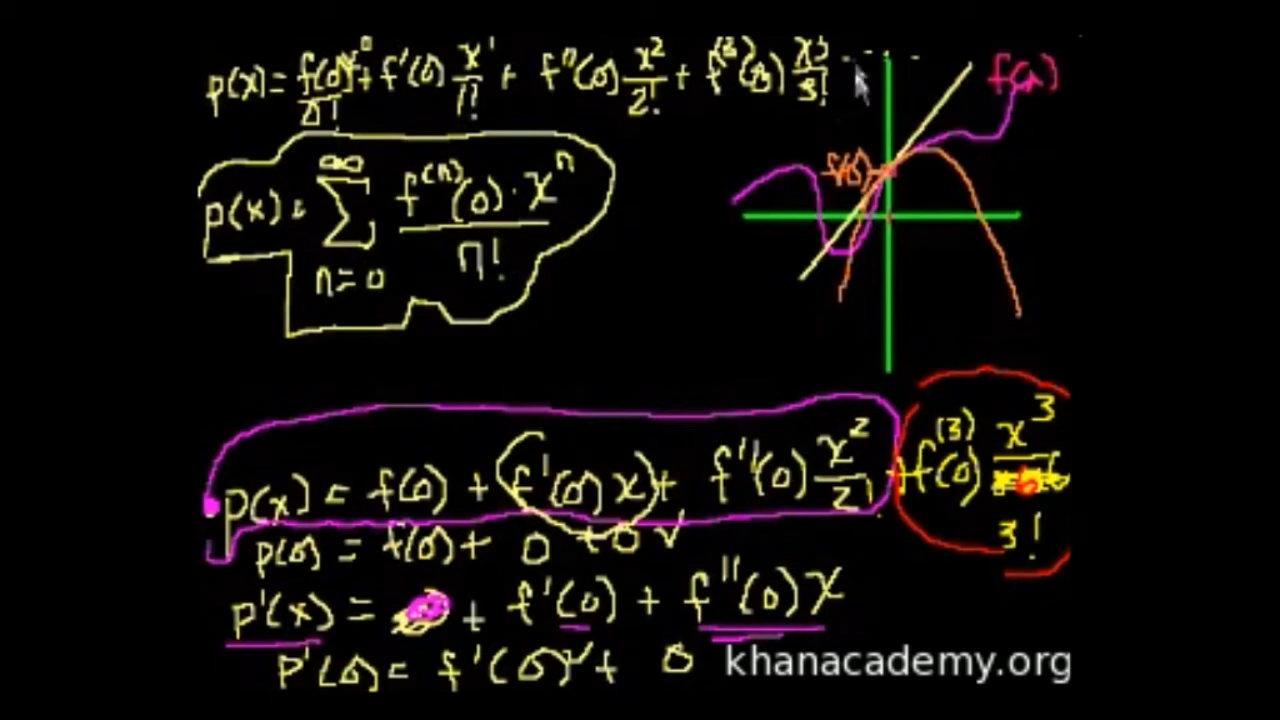 p(x) = f(0)x⁰/0! + f'(0) x¹/1! + f''(0) x²/2! + f⁽³⁾(0) x³/3! - - - -
f(x)
f(0)
p(x) = ∞ Σ n=0 f⁽ⁿ⁾(0) · xⁿ / n!
p(x) = f(0) + f'(0) x + f''(0) x²/2 + f⁽³⁾(0) x³/3!
p(0) = f(0) + 0 + 0 ✓
p'(x) = + f'(0) + f''(0) x
p'(0) = f'(0) ✓ + 0
khanacademy.org